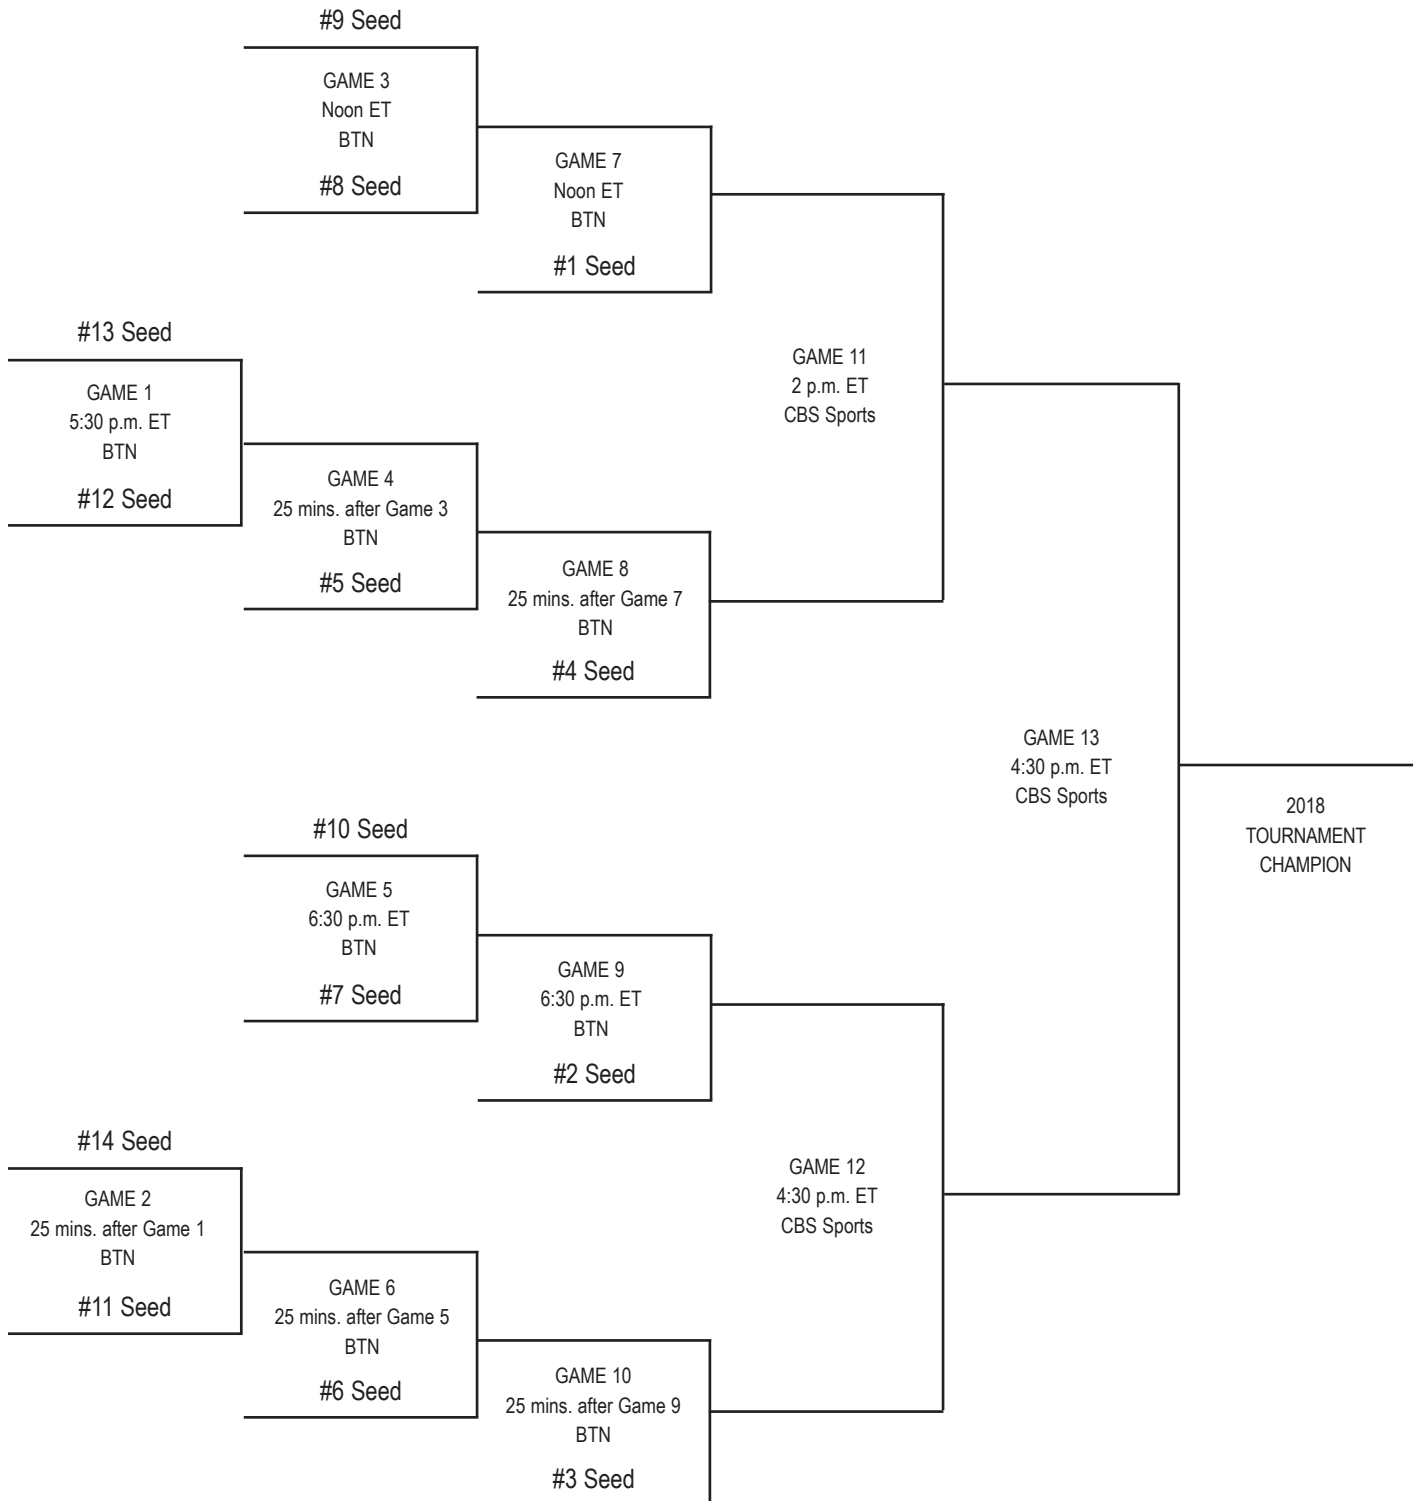 #9 Seed
GAME 3
Noon ET
BTN
#8 Seed
GAME 7
Noon ET
BTN
#1 Seed
#13 Seed
GAME 1
5:30 p.m. ET
BTN
#12 Seed
GAME 4
25 mins. after Game 3
BTN
#5 Seed
GAME 8
25 mins. after Game 7
BTN
#4 Seed
GAME 11
2 p.m. ET
CBS Sports
GAME 13
4:30 p.m. ET
CBS Sports
2018
TOURNAMENT
CHAMPION
#10 Seed
GAME 5
6:30 p.m. ET
BTN
#7 Seed
GAME 9
6:30 p.m. ET
BTN
#2 Seed
#14 Seed
GAME 2
25 mins. after Game 1
BTN
#11 Seed
GAME 6
25 mins. after Game 5
BTN
#6 Seed
GAME 10
25 mins. after Game 9
BTN
#3 Seed
GAME 12
4:30 p.m. ET
CBS Sports